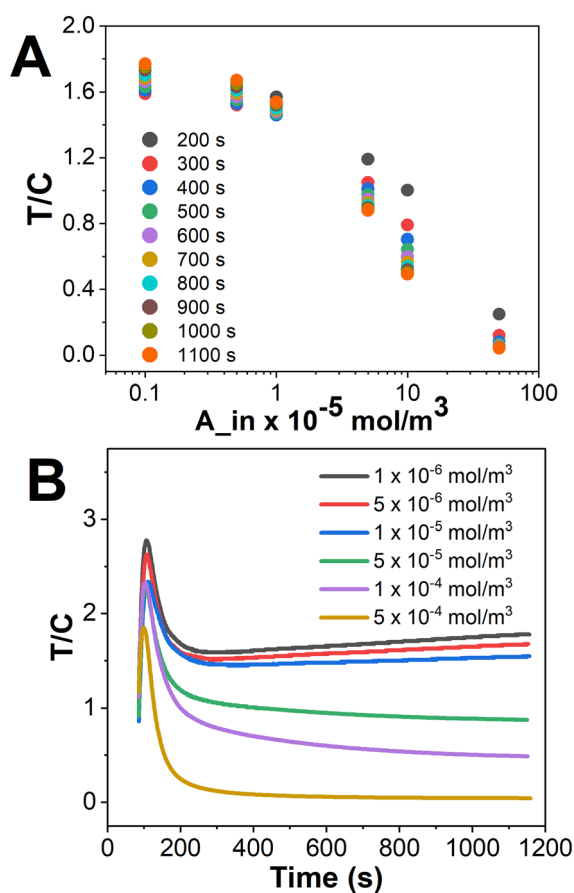 A
T/C
2.0
1.6
1.2
0.8
0.4
0.0
200 s
300 s
400 s
500 s
600 s
700 s
800 s
900 s
1000 s
1100 s
0.1 1 10 100
A_in x 10⁻⁵ mol/m³
B
T/C
3
2
1
0
1 x 10⁻⁶ mol/m³
5 x 10⁻⁶ mol/m³
1 x 10⁻⁵ mol/m³
5 x 10⁻⁵ mol/m³
1 x 10⁻⁴ mol/m³
5 x 10⁻⁴ mol/m³
0 200 400 600 800 1000 1200
Time (s)